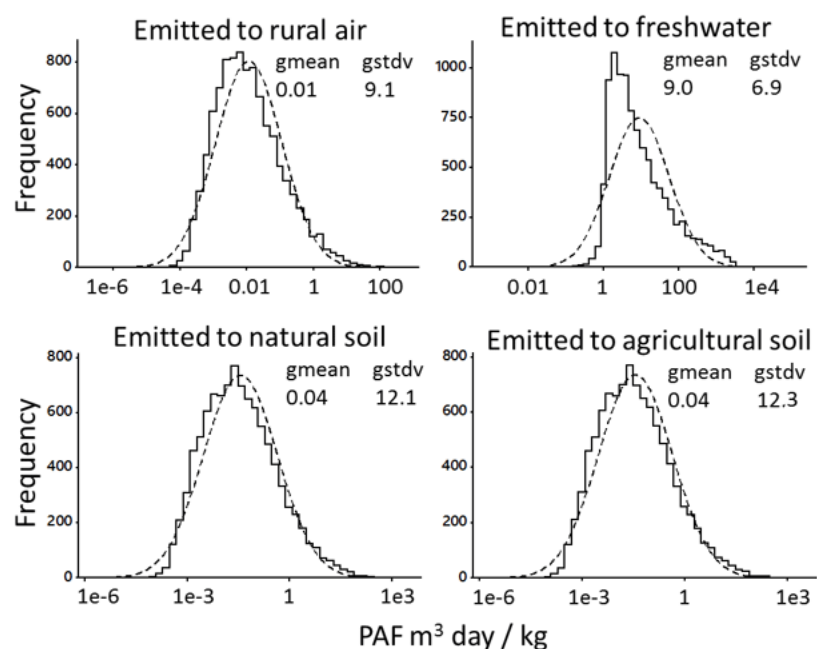 Emitted to rural air
gmean gstdv
0.01 9.1
Frequency
800
600
400
200
0
1e-6 1e-4 0.01 1 100
Emitted to freshwater
gmean gstdv
9.0 6.9
1000
750
500
250
0
0.01 1 100 1e+4
Emitted to natural soil
gmean gstdv
0.04 12.1
Frequency
800
600
400
200
0
1e-6 1e-3 1 1e3
Emitted to agricultural soil
gmean gstdv
0.04 12.3
800
600
400
200
0
1e-6 1e-3 1 1e3
PAF m³ day / kg